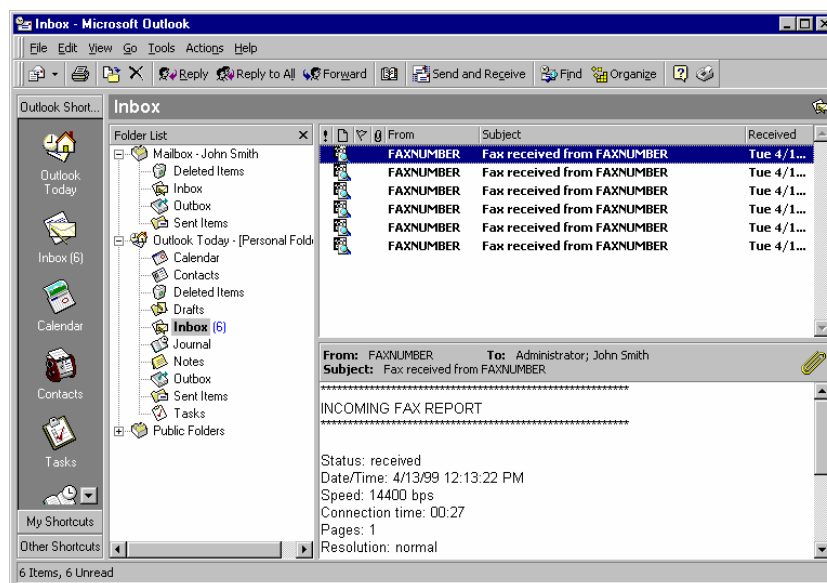 Inbox - Microsoft Outlook
File Edit View Go Tools Actions Help
Reply Reply to All Forward Send and Receive Find Organize
Outlook Short... Inbox
Outlook Today
Inbox (6)
Calendar
Contacts
Tasks
My Shortcuts
Other Shortcuts
Folder List
Mailbox - John Smith
Deleted Items
Inbox
Outbox
Sent Items
Outlook Today - [Personal Fold
Calendar
Contacts
Deleted Items
Drafts
Inbox (6)
Journal
Notes
Outbox
Sent Items
Tasks
Public Folders
! From Subject Received
FAXNUMBER Fax received from FAXNUMBER Tue 4/1...
FAXNUMBER Fax received from FAXNUMBER Tue 4/1...
FAXNUMBER Fax received from FAXNUMBER Tue 4/1...
FAXNUMBER Fax received from FAXNUMBER Tue 4/1...
FAXNUMBER Fax received from FAXNUMBER Tue 4/1...
FAXNUMBER Fax received from FAXNUMBER Tue 4/1...
From: FAXNUMBER To: Administrator; John Smith
Subject: Fax received from FAXNUMBER
************************************************************
INCOMING FAX REPORT
************************************************************
Status: received
Date/Time: 4/13/99 12:13:22 PM
Speed: 14400 bps
Connection time: 00:27
Pages: 1
Resolution: normal
6 Items, 6 Unread